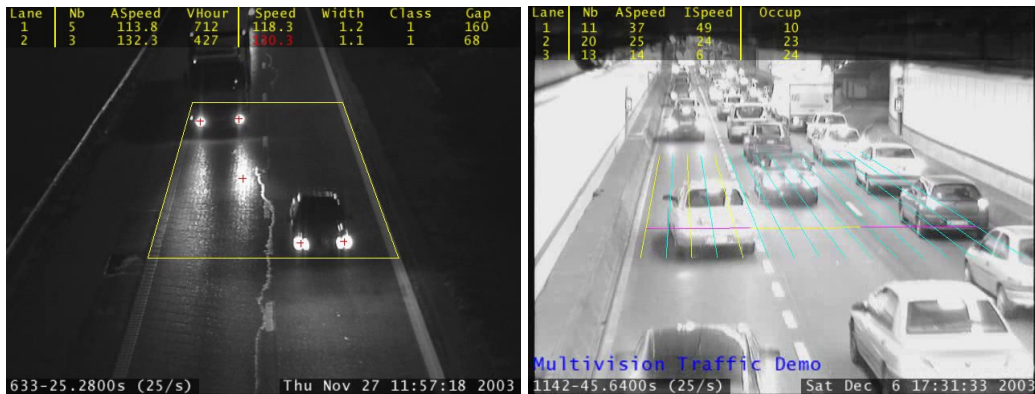 Lane Nb ASpeed VHour Speed Width Class Gap
1 5 113.8 712 118.3 1.2 1 160
2 3 132.3 427 130.3 1.1 1 68
633-25.2800s (25/s) Thu Nov 27 11:57:18 2003
Lane Nb ASpeed ISpeed Occup
1 11 37 49 10
2 20 25 24 23
3 13 14 6 24
Multivision Traffic Demo
1142-45.6400s (25/s) Sat Dec 6 17:31:33 2003